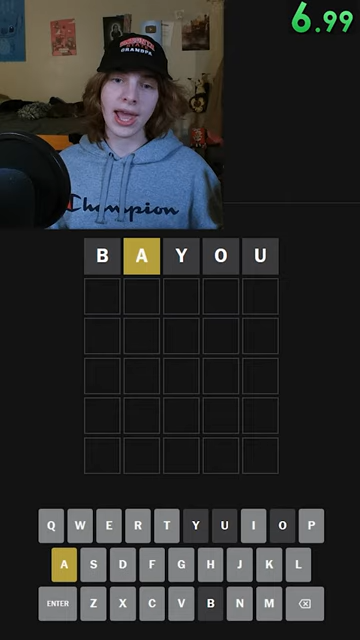 6.99
GRANDPA
Champion
B A Y O U
Q W E R T Y U I O P
A S D F G H J K L
ENTER Z X C V B N M